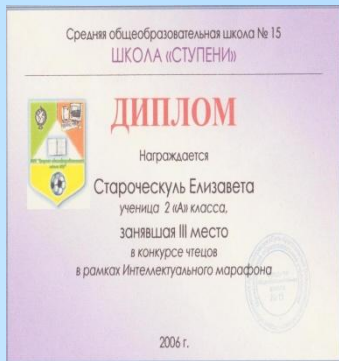 Средняя общеобразовательная школа № 15
ШКОЛА «СТУПЕНИ»
ДИПЛОМ
Награждается
Староческуль Елизавета
ученица 2 «А» класса,
занявшая III место
в конкурсе чтецов
в рамках Интеллектуального марафона
2006 г.